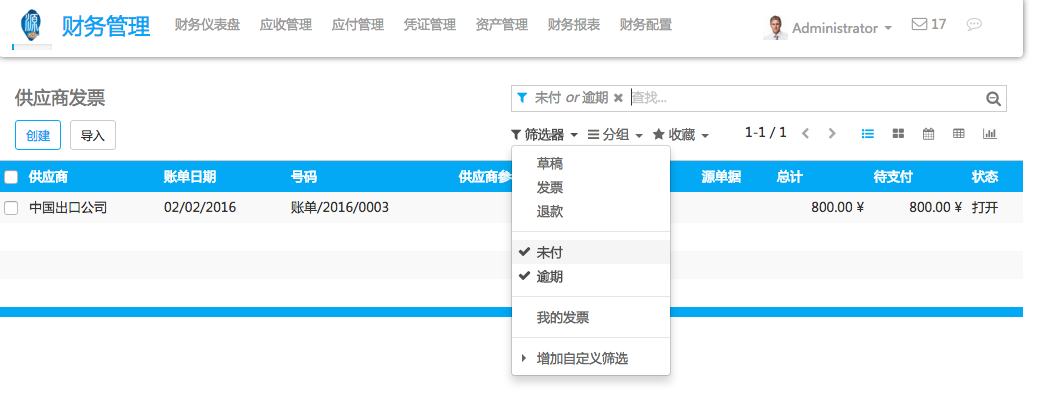 源 财务管理 财务仪表盘 应收管理 应付管理 凭证管理 资产管理 财务报表 财务配置 Administrator 17
供应商发票
未付 or 逾期 查找...
创建 导入
筛选器 分组 收藏 1-1 / 1
供应商 账单日期 号码 供应商参 源单据 总计 待支付 状态
中国出口公司 02/02/2016 账单/2016/0003 800.00 ¥ 800.00 ¥ 打开
草稿
发票
退款
未付
逾期
我的发票
增加自定义筛选